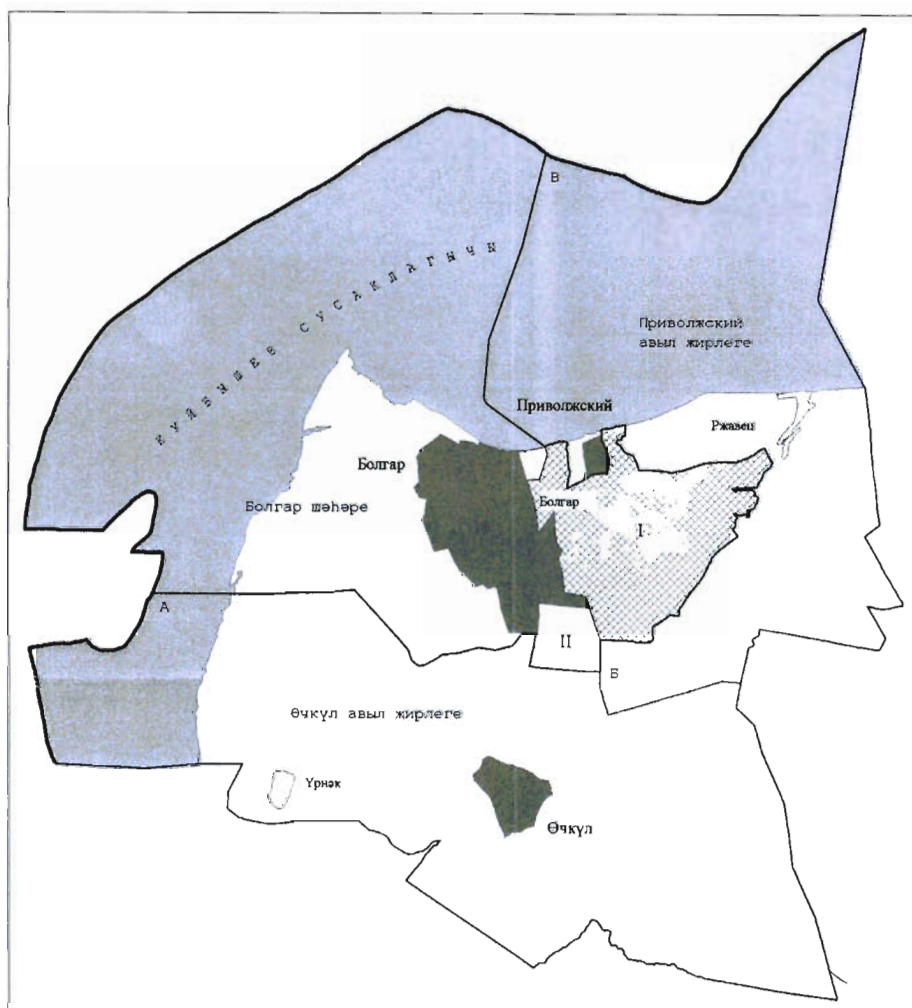 В
КУЙБЫШЕВ СУСАКЛАГЫЧЫ
Приволжский
авыл жирлеге
Приволжский
Ржавец
Болгар
Болгар
Болгар шәһәре
I
А
II
Б
Өчкүл авыл жирлеге
Үрнәк
Өчкүл